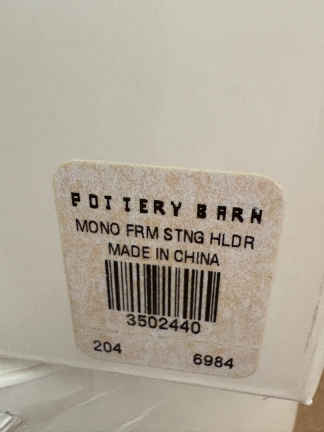 POTTERY BARN
MONO FRM STNG HLDR
MADE IN CHINA
3502440
204 6984